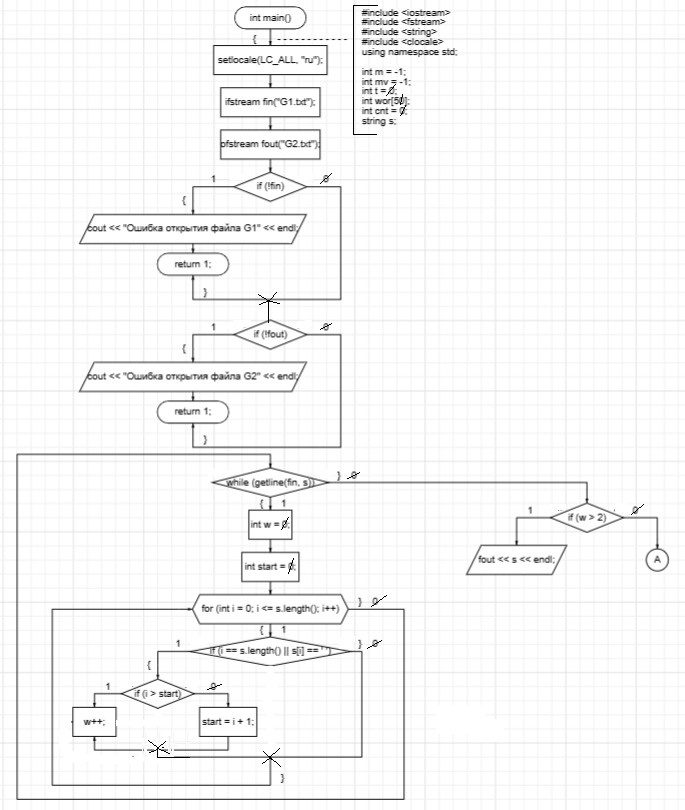 int main()
{
#include <iostream>
#include <fstream>
#include <string>
#include <clocale>
using namespace std;
int m = -1;
int mv = -1;
int t = 0;
int wor[50];
int cnt = 0;
string s;
setlocale(LC_ALL, "ru");
ifstream fin("G1.txt");
ofstream fout("G2.txt");
if (!fin)
1
0
{
cout << "Ошибка открытия файла G1" << endl;
return 1;
}
if (!fout)
1
0
{
cout << "Ошибка открытия файла G2" << endl;
return 1;
}
while (getline(fin, s))
} 0
{ 1
int w = 0;
int start = 0;
if (w > 2)
1
0
fout << s << endl;
A
for (int i = 0; i <= s.length(); i++)
} 0
{ 1
if (i == s.length() || s[i] == ' ')
1
} 0
{
if (i > start)
1
0
w++;
start = i + 1;
}